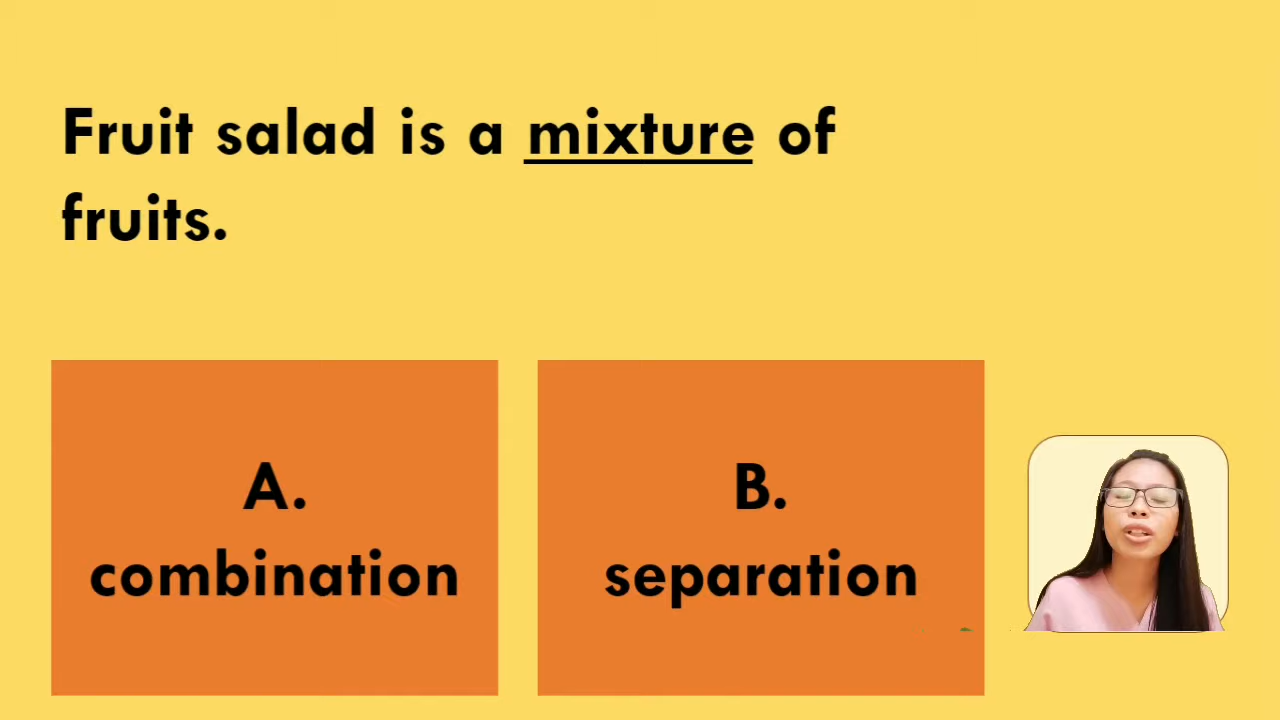 Fruit salad is a mixture of
fruits.
A.
combination
B.
separation